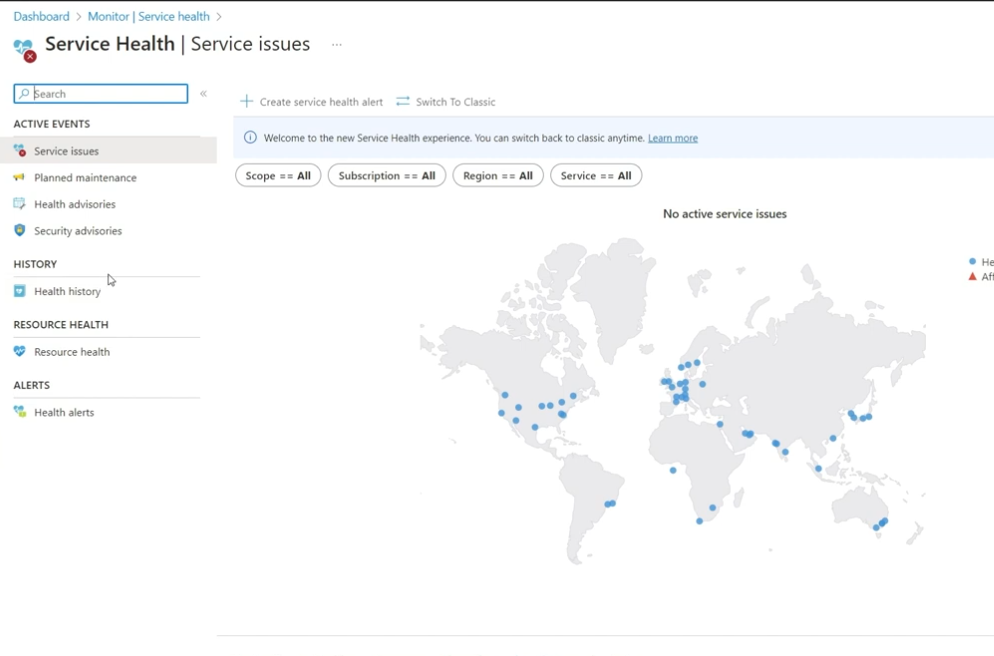 Dashboard > Monitor | Service health >
Service Health | Service issues ...
Search «
+ Create service health alert Switch To Classic
Welcome to the new Service Health experience. You can switch back to classic anytime. Learn more
Scope == All Subscription == All Region == All Service == All
ACTIVE EVENTS
Service issues
Planned maintenance
Health advisories
Security advisories
HISTORY
Health history
RESOURCE HEALTH
Resource health
ALERTS
Health alerts
No active service issues
He
Aff